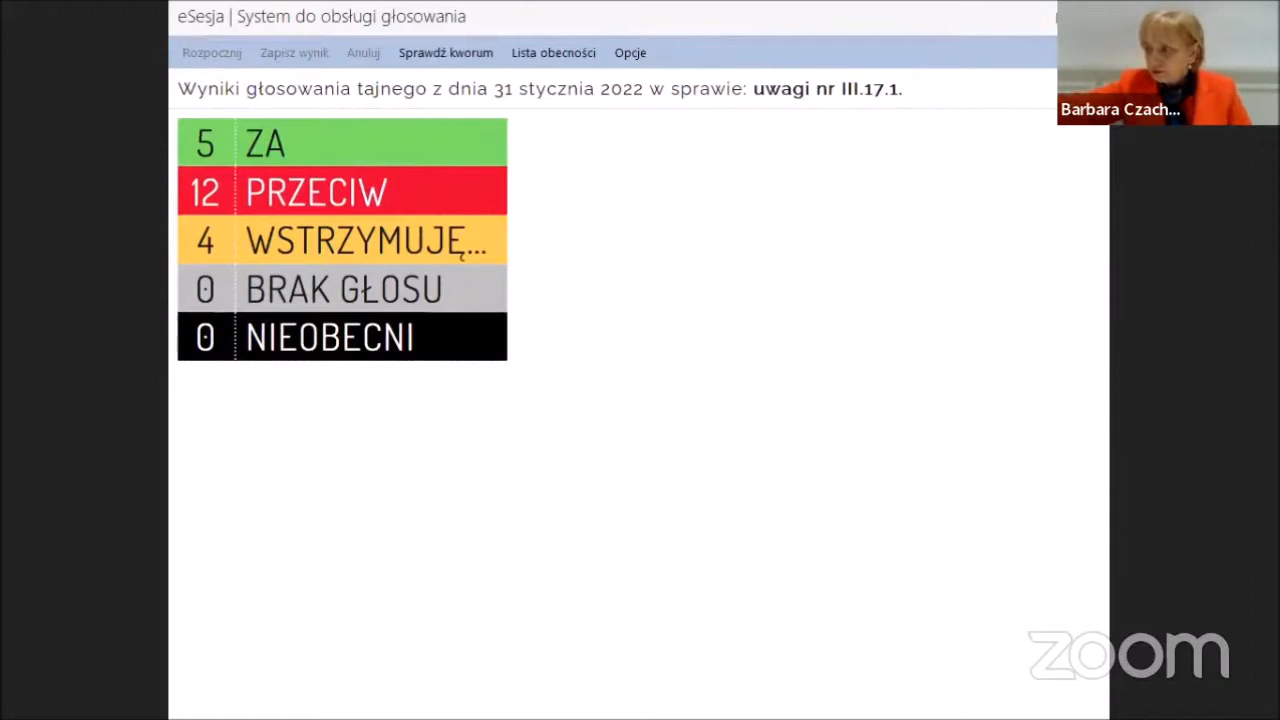 eSesja | System do obsługi głosowania
Rozpocznij Zapisz wynik Anuluj Sprawdź kworum Lista obecności Opcje
Wyniki głosowania tajnego z dnia 31 stycznia 2022 w sprawie: uwagi nr III.17.1.
5 ZA
12 PRZECIW
4 WSTRZYMUJĘ...
0 BRAK GŁOSU
0 NIEOBECNI
Barbara Czach...
zoom